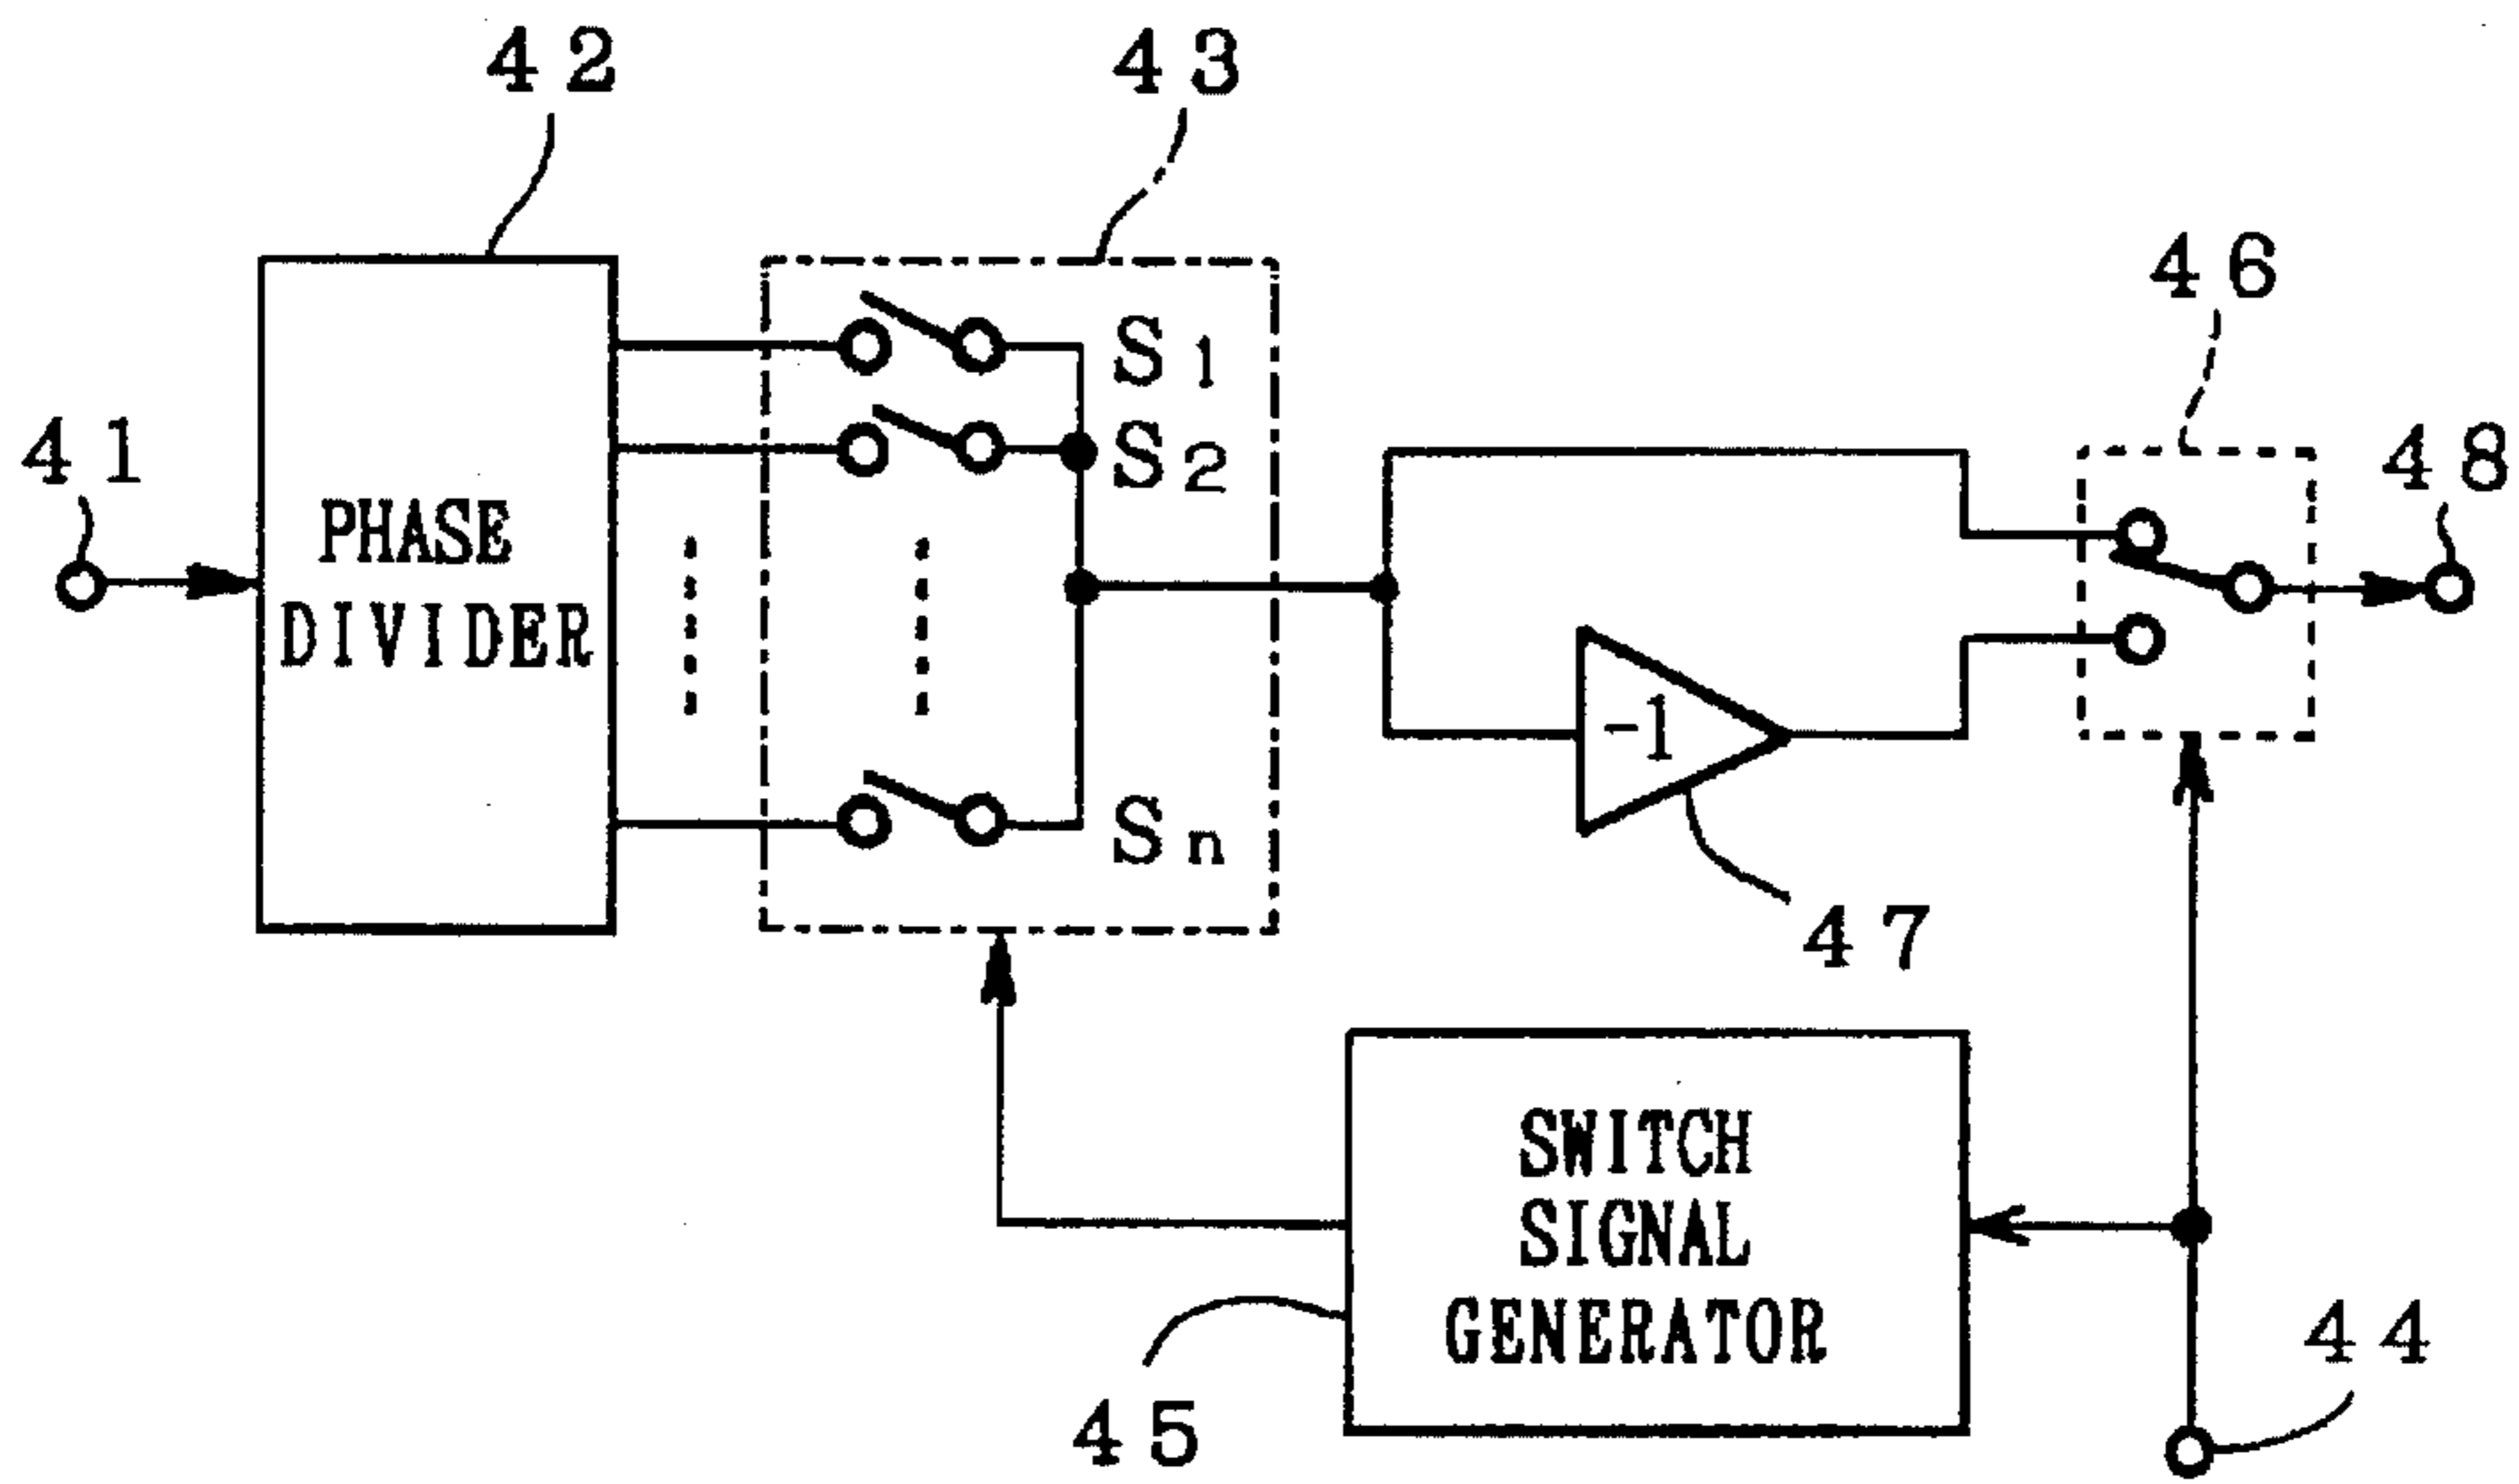 42
43
46
S1
41
S2
48
PHASE
DIVIDER
-1
Sn
47
SWITCH
SIGNAL
GENERATOR
44
45